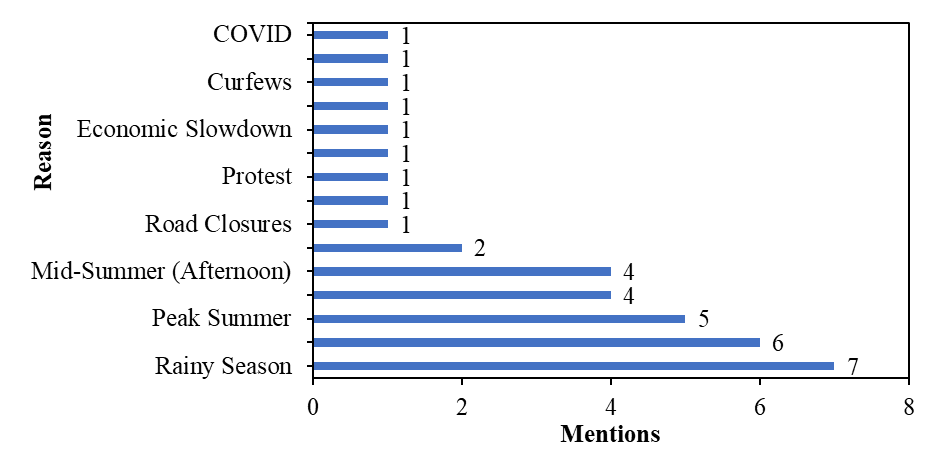 COVID 1
1
Curfews 1
1
Economic Slowdown 1
1
Protest 1
1
Road Closures 1
2
Mid-Summer (Afternoon) 4
4
Peak Summer 5
6
Rainy Season 7
0 2 4 6 8
Mentions
Reason